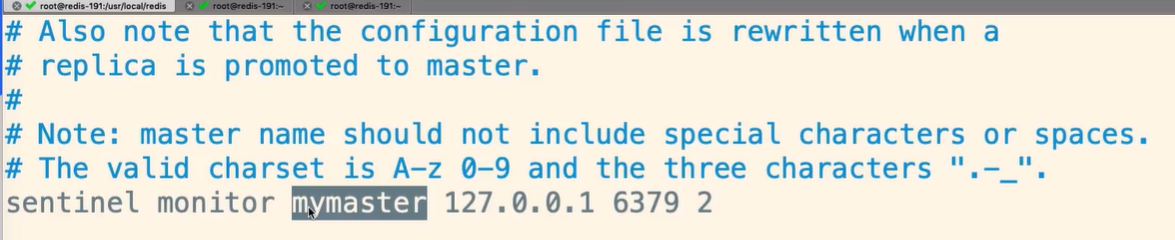 root@redis-191:/usr/local/redis root@redis-191:~ root@redis-191:~
# Also note that the configuration file is rewritten when a
# replica is promoted to master.
#
# Note: master name should not include special characters or spaces.
# The valid charset is A-z 0-9 and the three characters ".-_".
sentinel monitor mymaster 127.0.0.1 6379 2